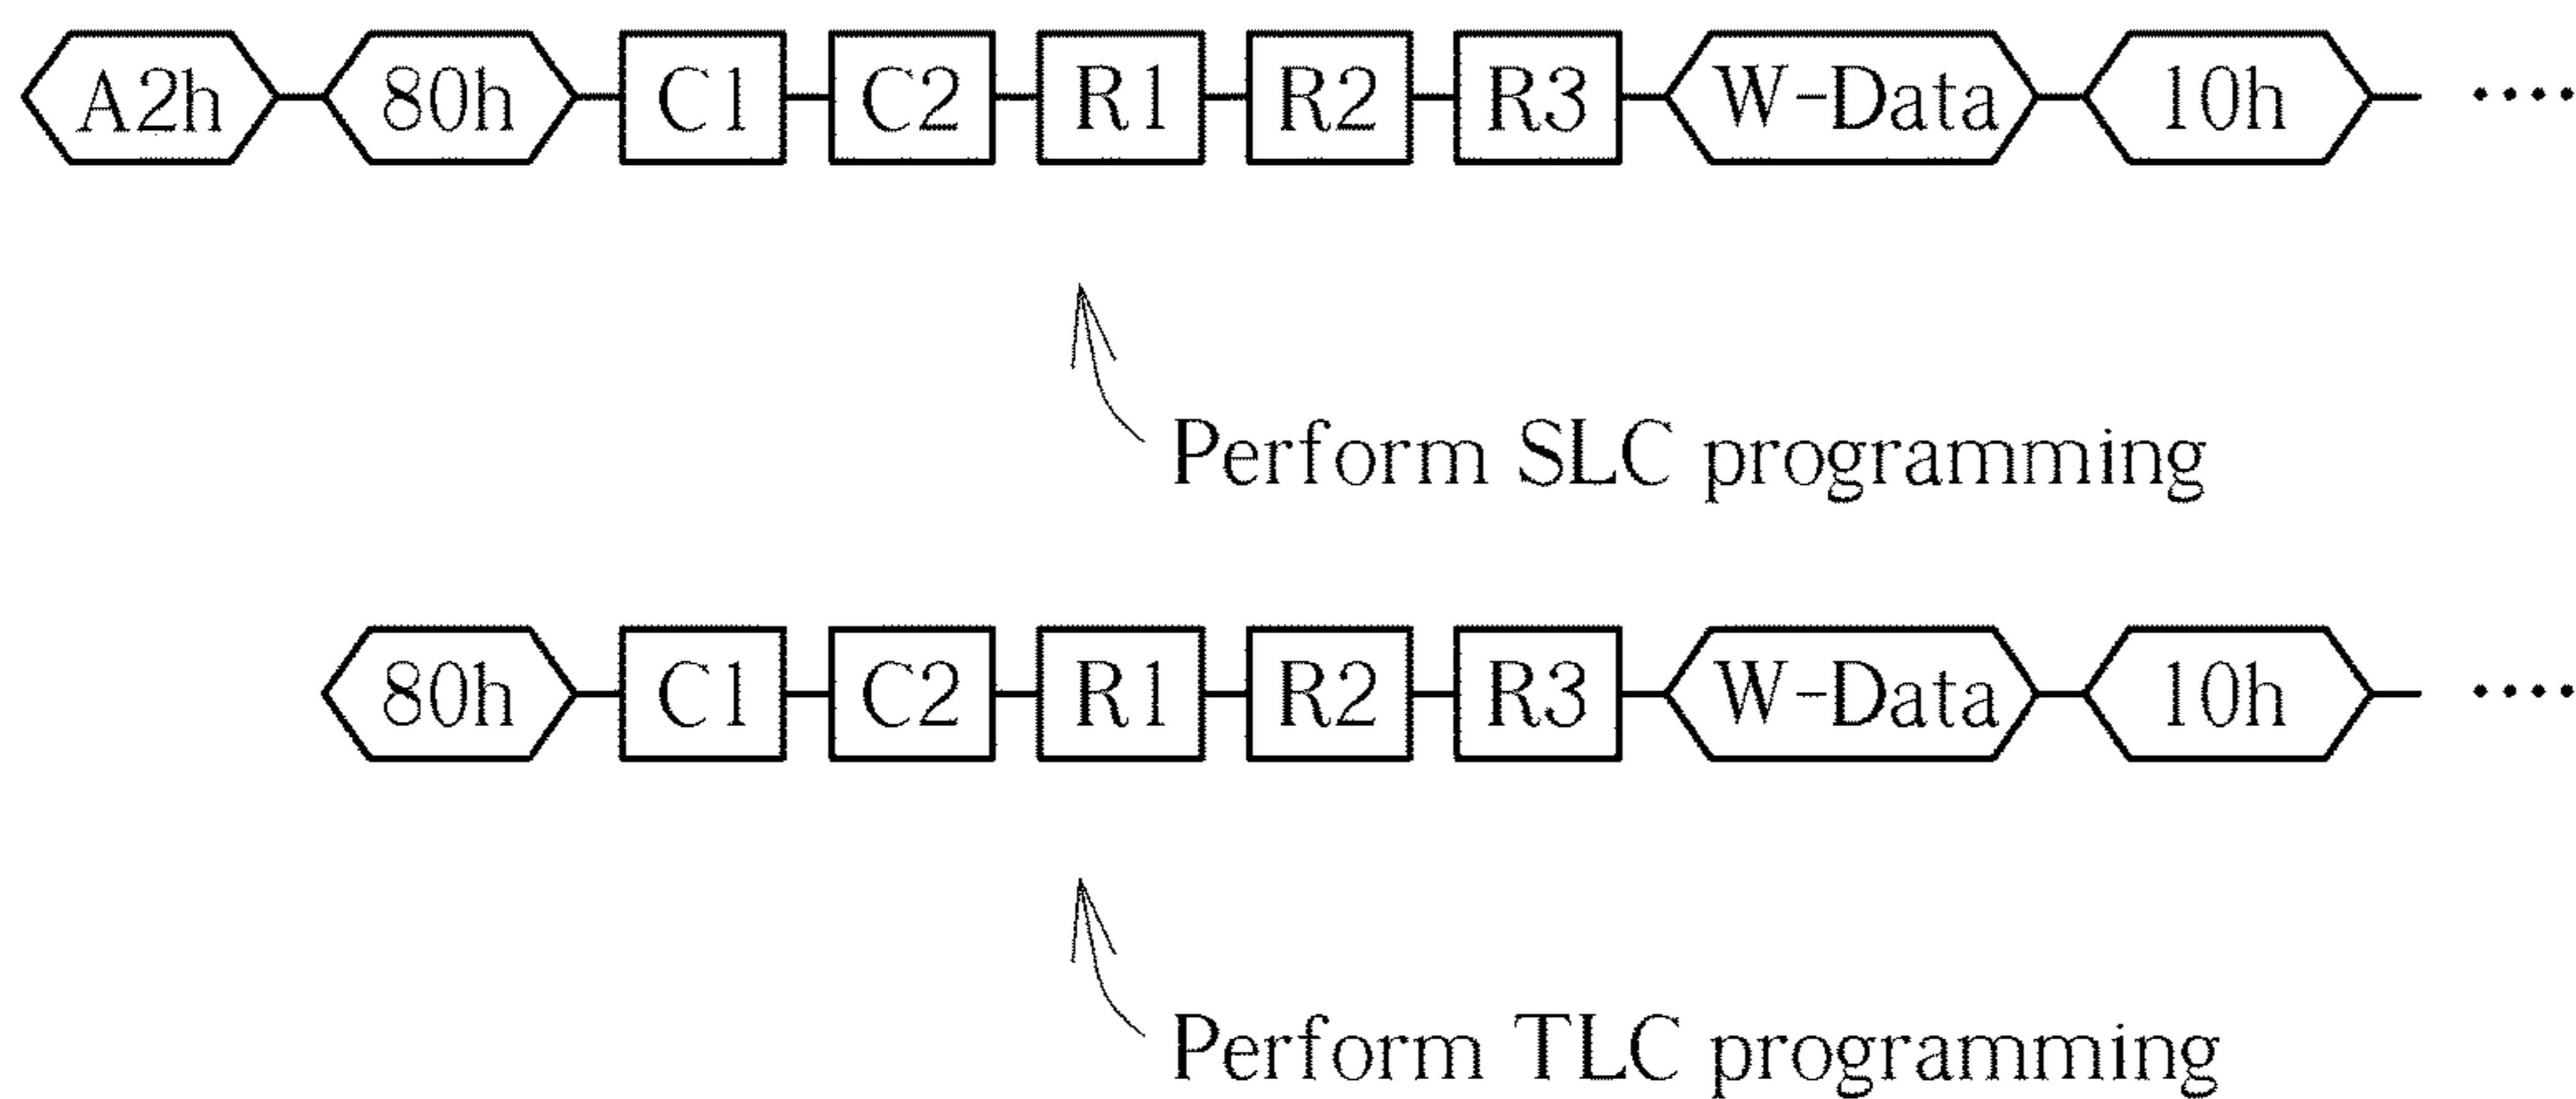 A2h 80h C1 C2 R1 R2 R3 W-Data 10h ....
Perform SLC programming
80h C1 C2 R1 R2 R3 W-Data 10h ....
Perform TLC programming